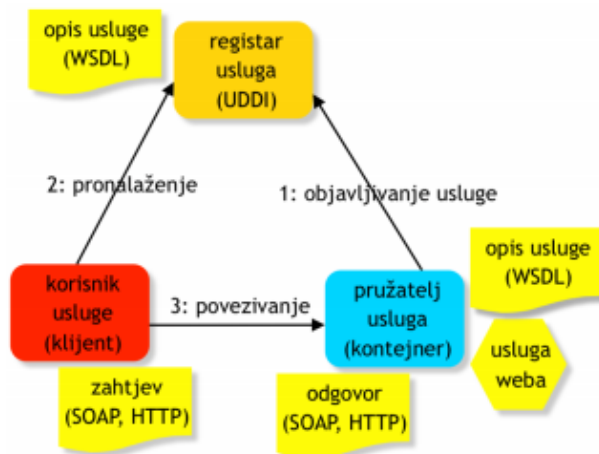 opis usluge
(WSDL)
registar
usluga
(UDDI)
2: pronalaženje
1: objavljivanje usluge
opis usluge
(WSDL)
korisnik
usluge
(klijent)
3: povezivanje
pružatelj
usluga
(kontejner)
usluga
weba
zahtjev
(SOAP, HTTP)
odgovor
(SOAP, HTTP)